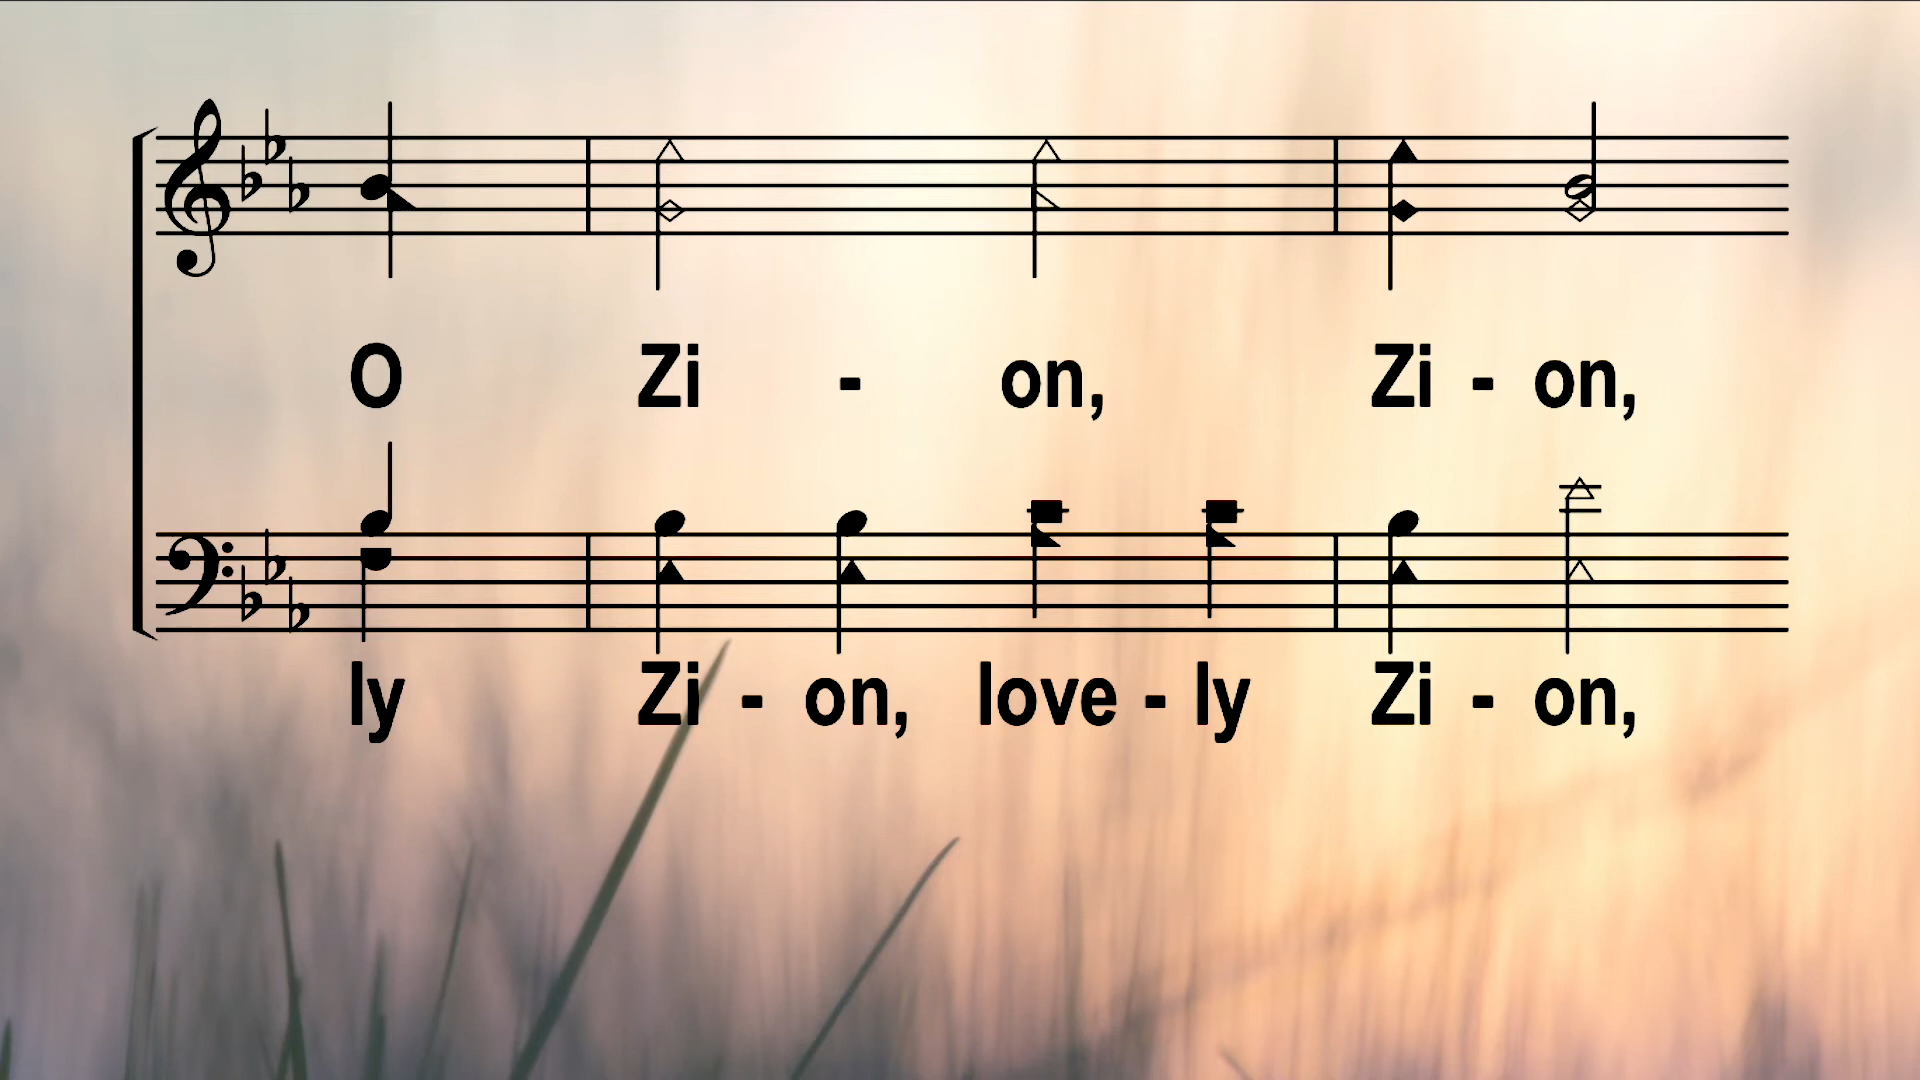 O Zi - on, Zi - on,
ly Zi - on, love - ly Zi - on,